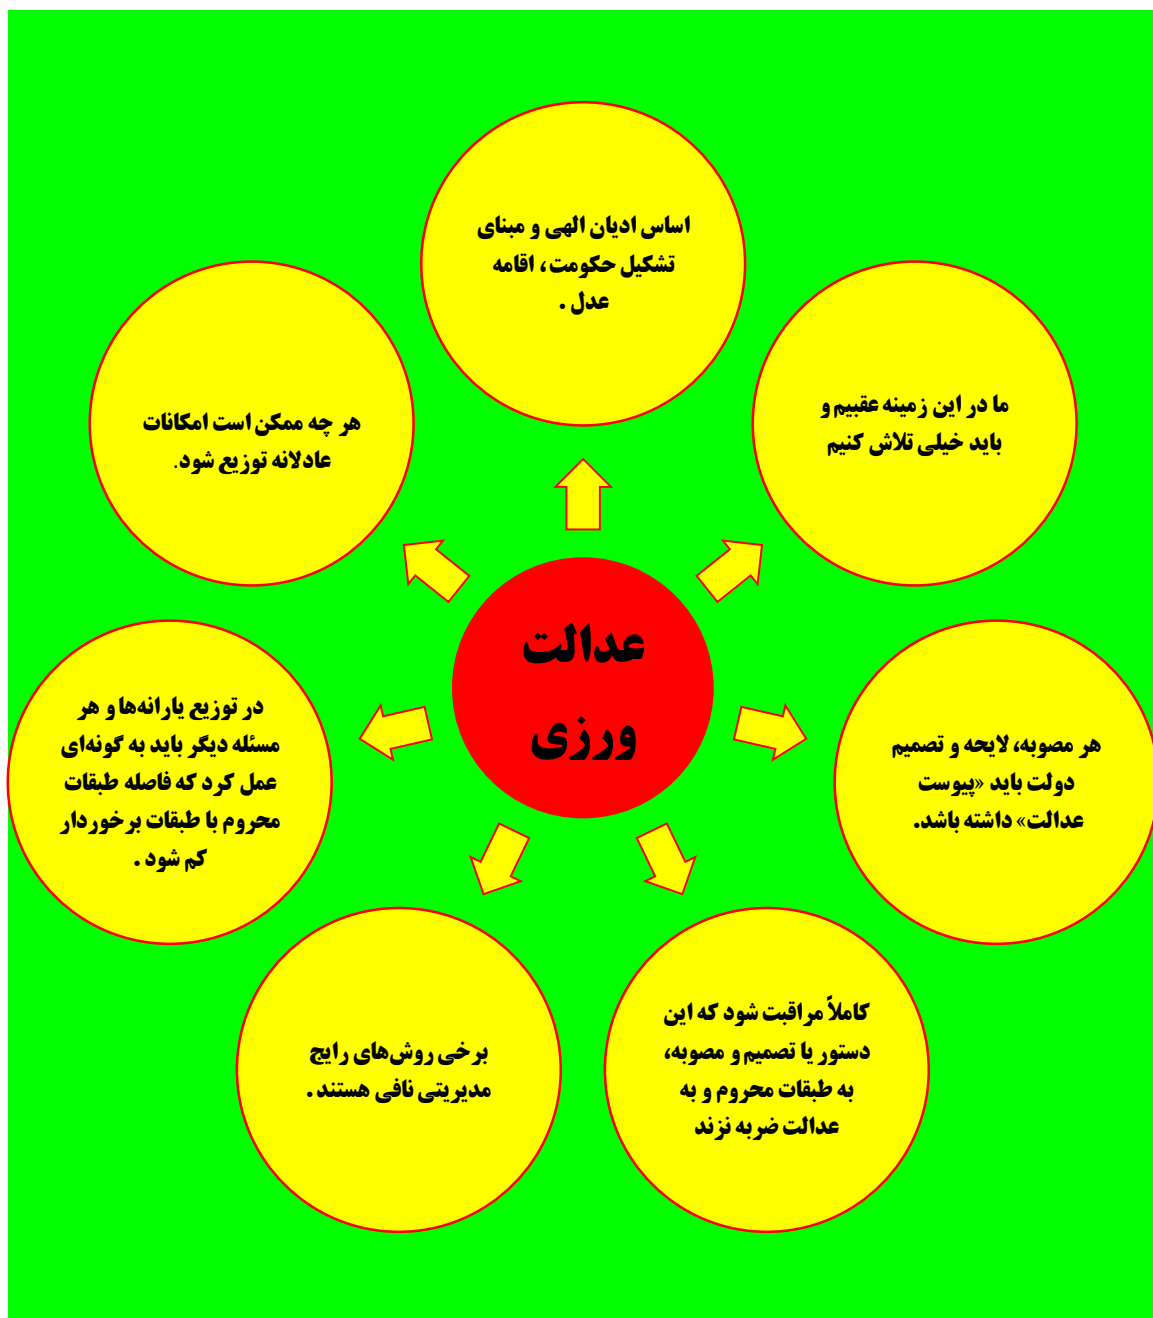 عدالت
ورزی
اساس ادیان الهی و مبنای
تشکیل حکومت، اقامه
عدل .
ما در این زمینه عقبیم و
باید خیلی تلاش کنیم
هر مصوبه، لایحه و تصمیم
دولت باید «پیوست
عدالت» داشته باشد.
کاملاً مراقبت شود که این
دستور یا تصمیم و مصوبه،
به طبقات محروم و به
عدالت ضربه نزند
برخی روش‌های رایج
مدیریتی نافی هستند .
در توزیع یارانه‌ها و هر
مسئله دیگر باید به گونه‌ای
عمل کرد که فاصله طبقات
محروم با طبقات برخوردار
کم شود .
هر چه ممکن است امکانات
عادلانه توزیع شود.